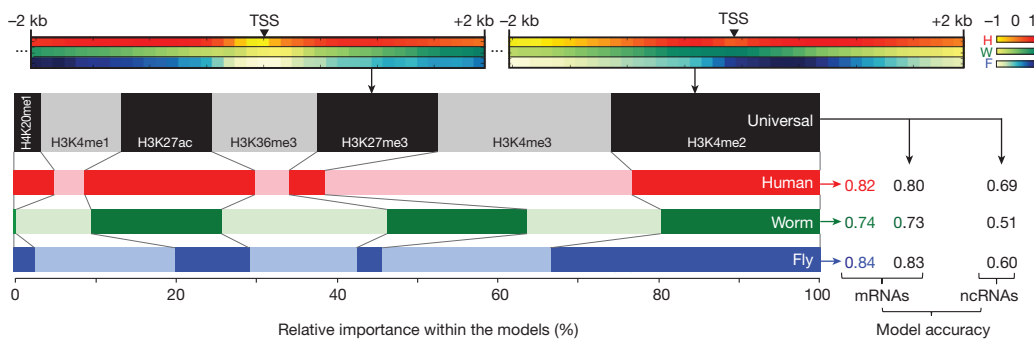 −2 kb TSS +2 kb −2 kb TSS +2 kb −1 0 1
... ... H
W
F
H4K20me1 H3K4me1 H3K27ac H3K36me3 H3K27me3 H3K4me3 H3K4me2 Universal
Human 0.82 0.80 0.69
Worm 0.74 0.73 0.51
Fly 0.84 0.83 0.60
0 20 40 60 80 100 mRNAs ncRNAs
Relative importance within the models (%) Model accuracy